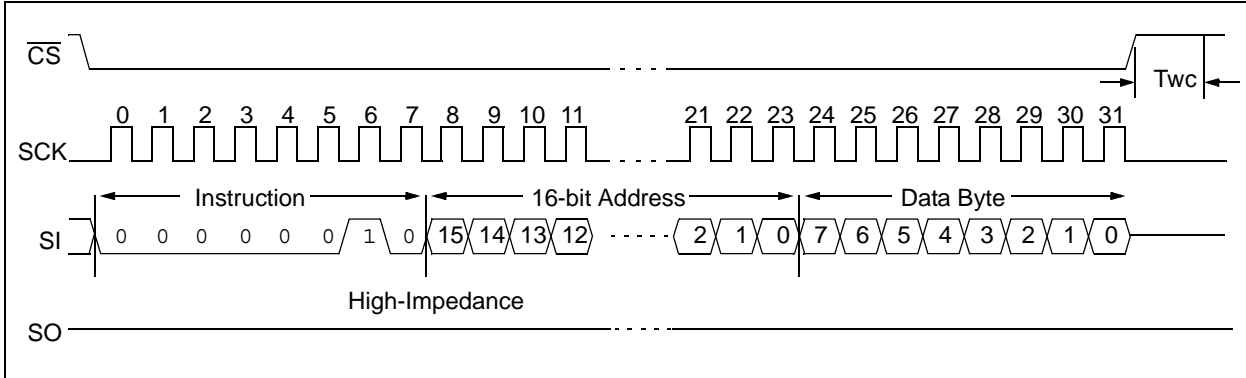 CS
Twc
0 1 2 3 4 5 6 7 8 9 10 11 21 22 23 24 25 26 27 28 29 30 31
SCK
Instruction 16-bit Address Data Byte
SI 0 0 0 0 0 0 1 0 15 14 13 12 2 1 0 7 6 5 4 3 2 1 0
High-Impedance
SO